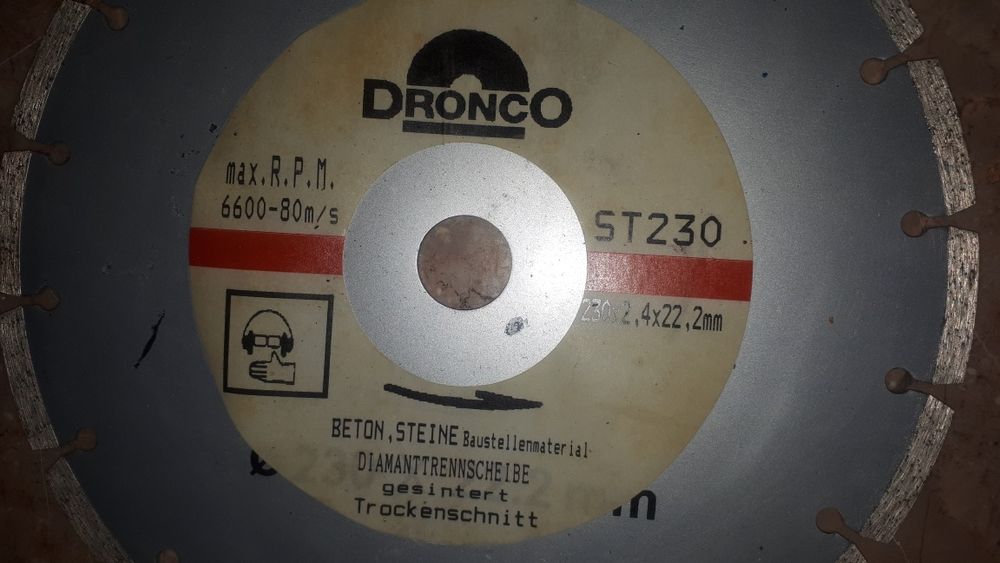 DRONCO
max.R.P.M.
6600-80m/s
ST230
230x2,4x22,2mm
BETON,STEINE Baustellenmaterial
DIAMANTTRENNSCHEIBE
gesintert
Trockenschnitt